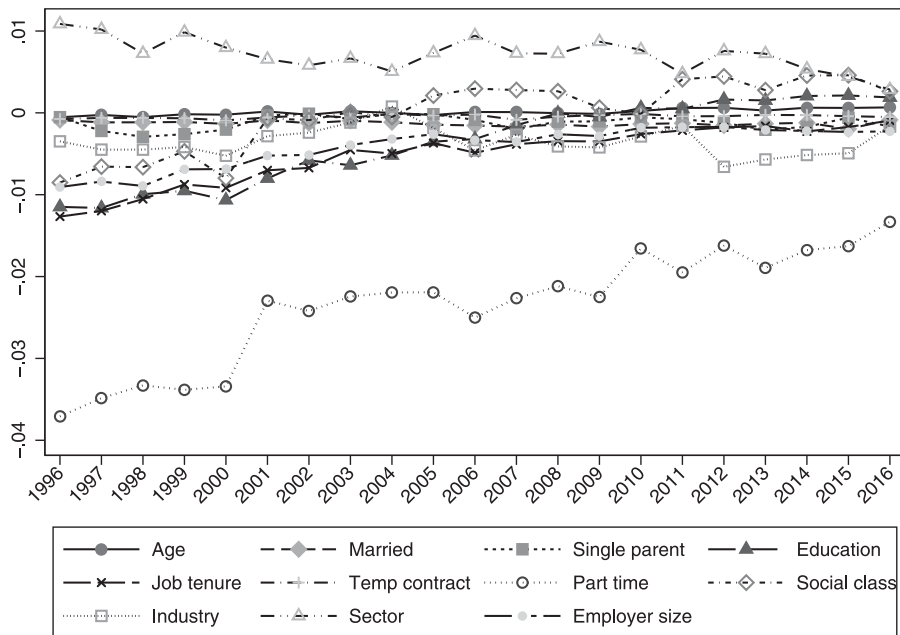 .01
0
-.01
-.02
-.03
-.04
1996 1997 1998 1999 2000 2001 2002 2003 2004 2005 2006 2007 2008 2009 2010 2011 2012 2013 2014 2015 2016
Age Married Single parent Education
Job tenure Temp contract Part time Social class
Industry Sector Employer size